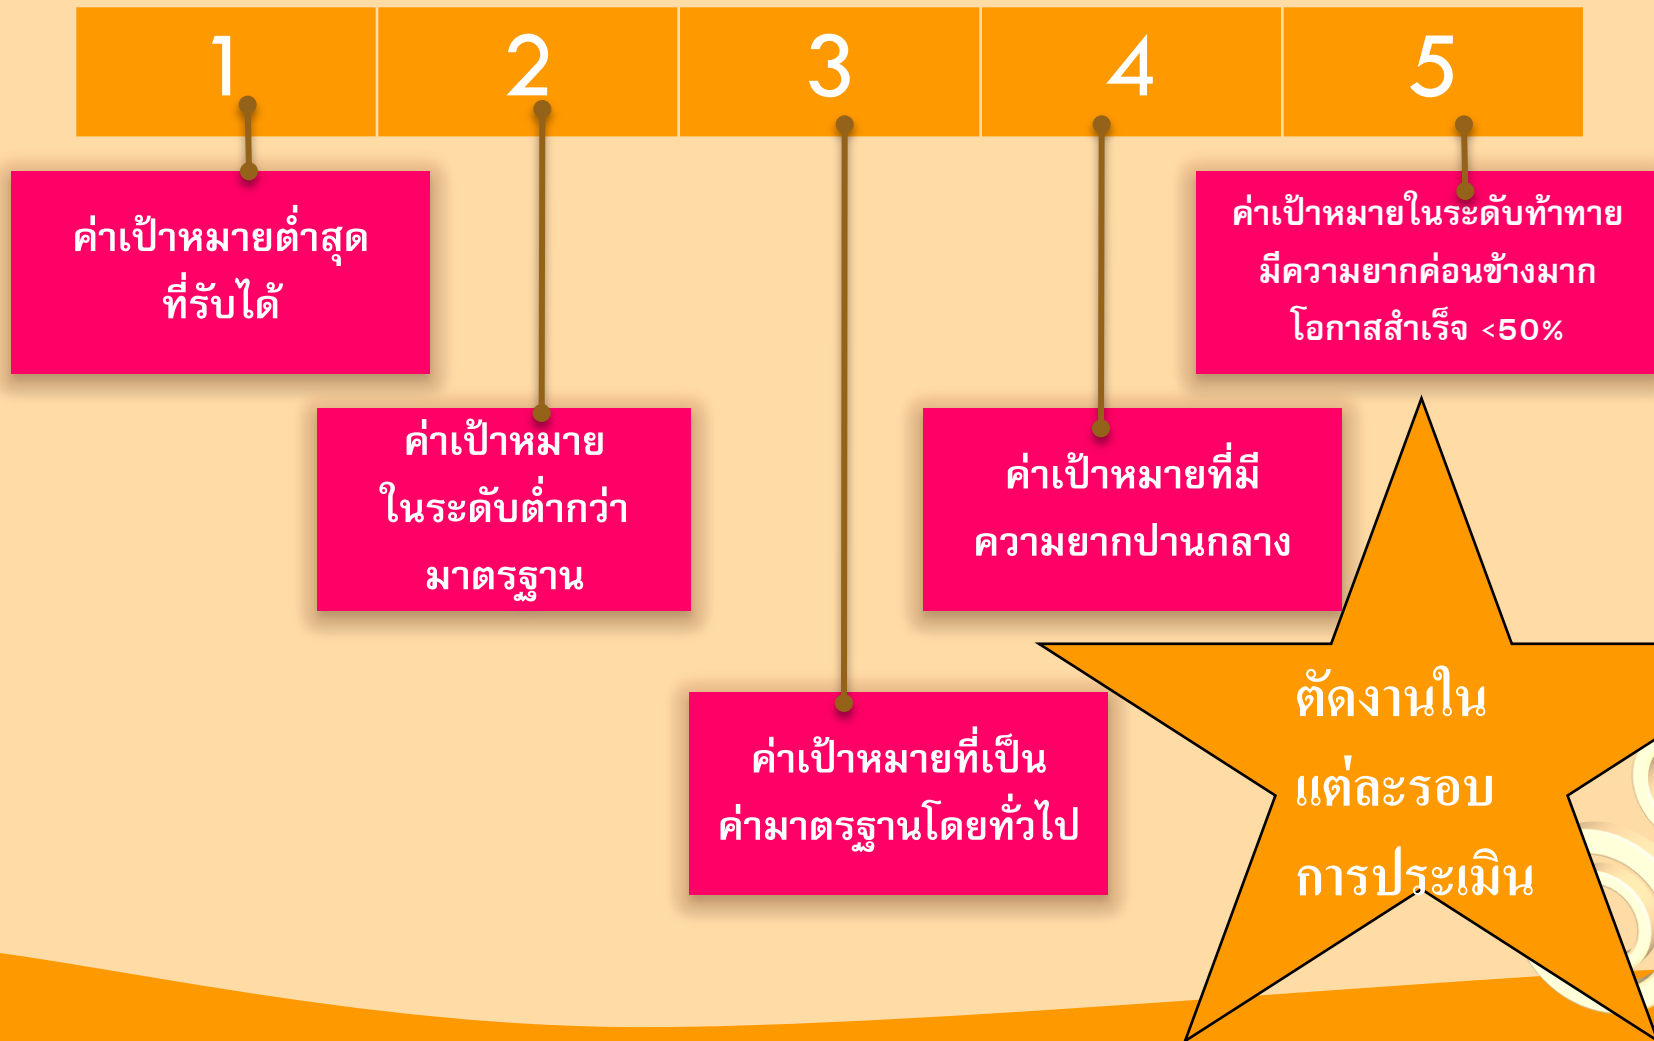 1 2 3 4 5
ค่าเป้าหมายต่ำสุด
ที่รับได้
ค่าเป้าหมาย
ในระดับต่ำกว่า
มาตรฐาน
ค่าเป้าหมายที่เป็น
ค่ามาตรฐานโดยทั่วไป
ค่าเป้าหมายที่มี
ความยากปานกลาง
ค่าเป้าหมายในระดับท้าทาย
มีความยากค่อนข้างมาก
โอกาสสำเร็จ <50%
ตัดงานใน
แต่ละรอบ
การประเมิน